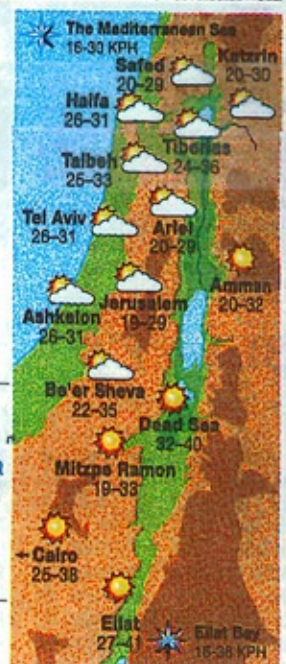 The Mediterranean Sea
16-30 KPH
Katzrin
20-30
Safed
20-29
Haifa
26-31
Tiberias
24-36
Taibeh
25-33
Tel Aviv
26-31
Ariel
20-29
Amman
20-32
Jerusalem
19-29
Ashkelon
26-31
Be'er Sheva
22-35
Dead Sea
32-40
Mitzpe Ramon
19-33
←Cairo
25-38
Eilat
27-41
Eilat Bay